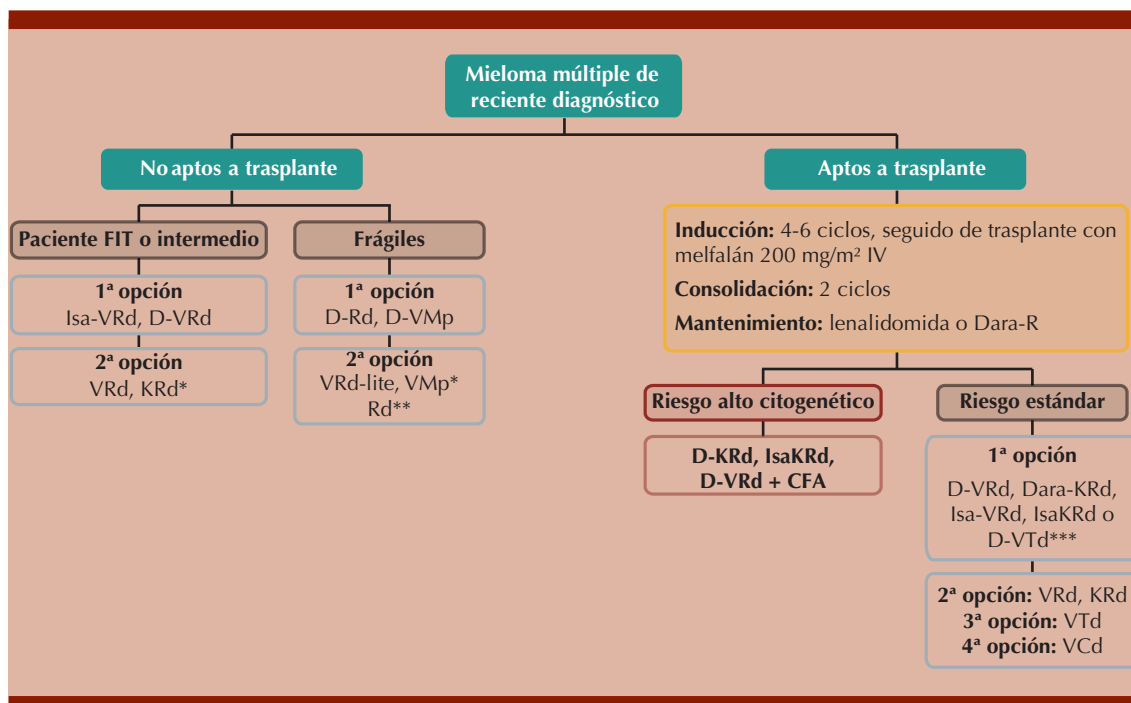 Mieloma múltiple de
reciente diagnóstico
No aptos a trasplante
Aptos a trasplante
Paciente FIT o intermedio
Frágiles
1ª opción
Isa-VRd, D-VRd
2ª opción
VRd, KRd*
1ª opción
D-Rd, D-VMp
2ª opción
VRd-lite, VMp*
Rd**
Inducción: 4-6 ciclos, seguido de trasplante con
melfalán 200 mg/m² IV
Consolidación: 2 ciclos
Mantenimiento: lenalidomida o Dara-R
Riesgo alto citogenético
D-KRd, IsaKRd,
D-VRd + CFA
Riesgo estándar
1ª opción
D-VRd, Dara-KRd,
Isa-VRd, IsaKRd o
D-VTd***
2ª opción: VRd, KRd
3ª opción: VTd
4ª opción: VCd